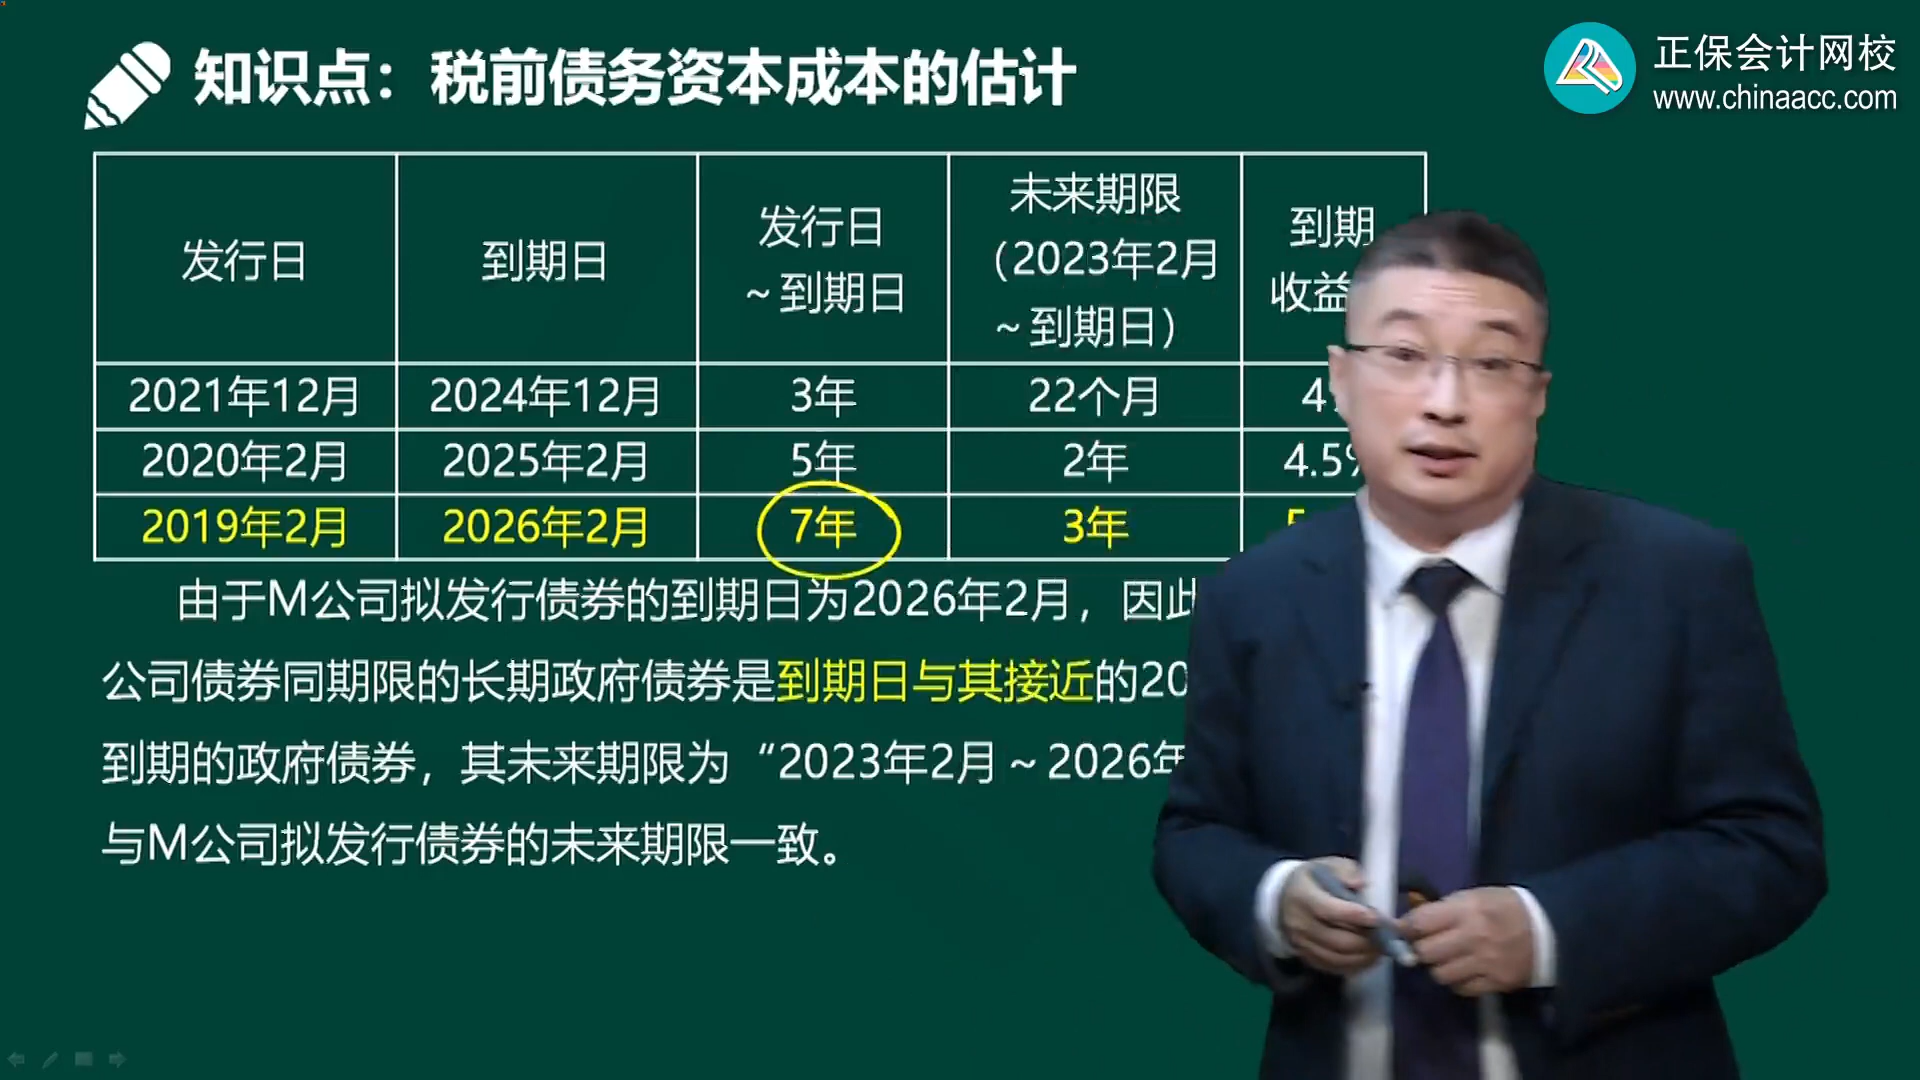 知识点：税前债务资本成本的估计
正保会计网校
www.chinaacc.com
发行日 到期日 发行日～到期日 未来期限（2023年2月～到期日） 到期收益
2021年12月 2024年12月 3年 22个月 4
2020年2月 2025年2月 5年 2年 4.5%
2019年2月 2026年2月 7年 3年
由于M公司拟发行债券的到期日为2026年2月，因此
公司债券同期限的长期政府债券是到期日与其接近的20
到期的政府债券，其未来期限为“2023年2月～2026年
与M公司拟发行债券的未来期限一致。